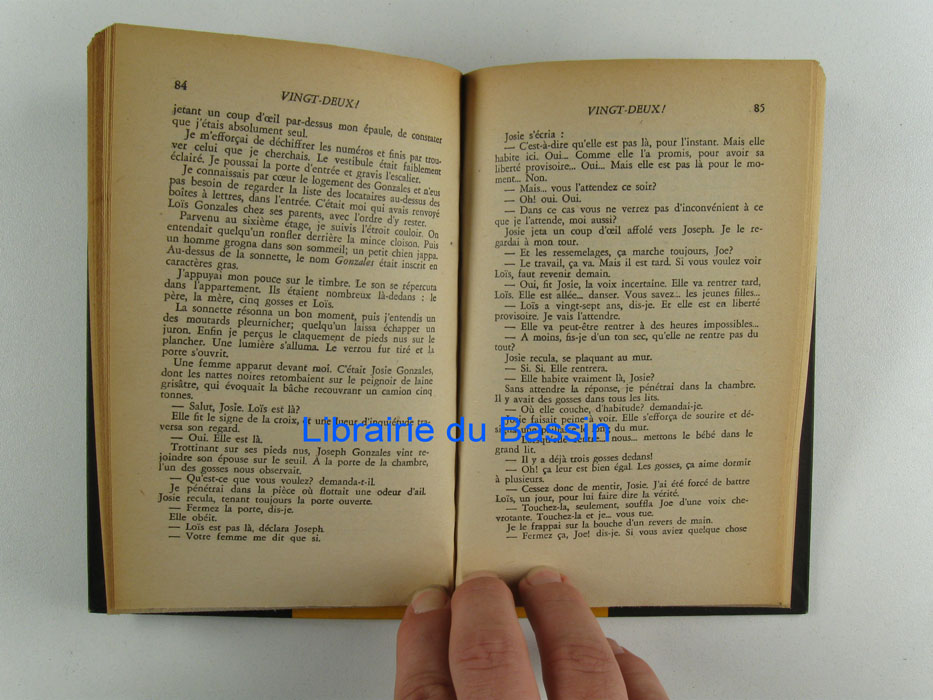 84
VINGT-DEUX!
jetant un coup d'œil par-dessus mon épaule, de constater
que j'étais absolument seul.
Je m'efforçai de déchiffrer les numéros et finis par trou-
ver celui que je cherchais. Le vestibule était faiblement
éclairé. Je poussai la porte d'entrée et gravis l'escalier.
Je connaissais par cœur le logement des Gonzales et n'eus
pas besoin de regarder la liste des locataires au-dessus des
boîtes à lettres, dans l'entrée. C'était moi qui avais renvoyé
Loïs Gonzales chez ses parents, avec l'ordre d'y rester.
Parvenu au sixième étage, je suivis l'étroit couloir. On
entendait quelqu'un ronfler derrière la mince cloison. Puis
un homme grogna dans son sommeil; un petit chien jappa.
Au-dessus de la sonnette, le nom Gonzales était inscrit en
caractères gras.
J'appuyai mon pouce sur le timbre. Le son se répercuta
dans l'appartement. Ils étaient nombreux là-dedans : le
père, la mère, cinq gosses et Loïs.
La sonnette résonna un bon moment, puis j'entendis un
des moutards pleurnicher; quelqu'un laissa échapper un
juron. Enfin je perçus le claquement de pieds nus sur le
plancher. Une lumière s'alluma. Le verrou fut tiré et la
porte s'ouvrit.
Une femme apparut devant moi. C'était Josie Gonzales,
dont les nattes noires retombaient sur le peignoir de laine
grisâtre, qui évoquait la bâche recouvrant un camion cinq
tonnes.
— Salut, Josie. Loïs est là?
Elle fit le signe de la croix, et une lueur d'inquiétude tra-
versa son regard.
— Oui. Elle est là.
Trottinant sur ses pieds nus, Joseph Gonzales vint re-
joindre son épouse sur le seuil. A la porte de la chambre,
l'un des gosses nous observait.
— Qu'est-ce que vous voulez? demanda-t-il.
Je pénétrai dans la pièce où flottait une odeur d'ail.
Josie recula, tenant toujours la porte ouverte.
— Fermez la porte, dis-je.
Elle obéit.
— Loïs est pas là, déclara Joseph.
— Votre femme me dit que si.
VINGT-DEUX!
85
Josie s'écria :
— C'est-à-dire qu'elle est pas là, pour l'instant. Mais elle
habite ici. Oui... Comme elle l'a promis, pour avoir sa
liberté provisoire... Oui... Mais elle est pas là pour le mo-
ment... Non.
— Mais... vous l'attendez ce soir?
— Oh! oui. Oui.
— Dans ce cas vous ne verrez pas d'inconvénient à ce
que je l'attende, moi aussi?
Josie jeta un coup d'œil affolé vers Joseph. Je le re-
gardai à mon tour.
— Et les ressemelages, ça marche toujours, Joe?
— Le travail, ça va. Mais il est tard. Si vous voulez voir
Loïs, faut revenir demain.
— Oui, fit Josie, la voix incertaine. Elle va rentrer tard,
Loïs. Elle est allée... danser. Vous savez... les jeunes filles...
— Loïs a vingt-sept ans, dis-je. Et elle est en liberté
provisoire. Je vais l'attendre.
— Elle va peut-être rentrer à des heures impossibles...
— A moins, fis-je d'un ton sec, qu'elle ne rentre pas du
tout?
Josie recula, se plaquant au mur.
— Si. Si. Elle rentrera.
— Elle habite vraiment là, Josie?
Sans attendre la réponse, je pénétrai dans la chambre.
Il y avait des gosses dans tous les lits.
— Où elle couche, d'habitude? demandai-je.
Josie faisait peine à voir. Elle s'efforça de sourire et dé-
signa une le long du mur.
nous... mettons le bébé dans le
grand lit.
— Il y a déjà trois gosses dedans!
— Oh! ça leur est bien égal. Les gosses, ça aime dormir
à plusieurs.
— Cessez donc de mentir, Josie. J'ai été forcé de battre
Loïs, un jour, pour lui faire dire la vérité.
— Touchez-la, seulement, souffla Joe d'une voix che-
vrotante. Touchez-la et je... vous tue.
Je le frappai sur la bouche d'un revers de main.
— Fermez ça, Joe! dis-je. Si vous aviez quelque chose
Librairie du Bassin